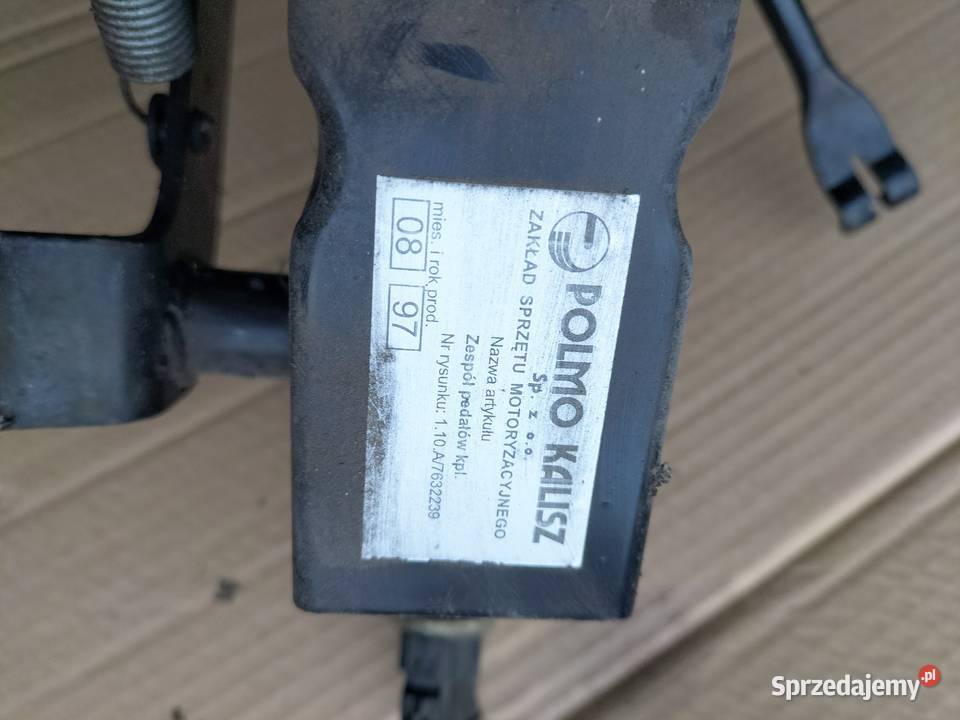 POLMO KALISZ
Sp. z o.o.
ZAKŁAD SPRZĘTU MOTORYZACYJNEGO
Nazwa artykułu
Zespół pedałów kpl.
Nr rysunku: 1.10.A/7632239
mies. i rok prod.
08 97
Sprzedajemy.pl